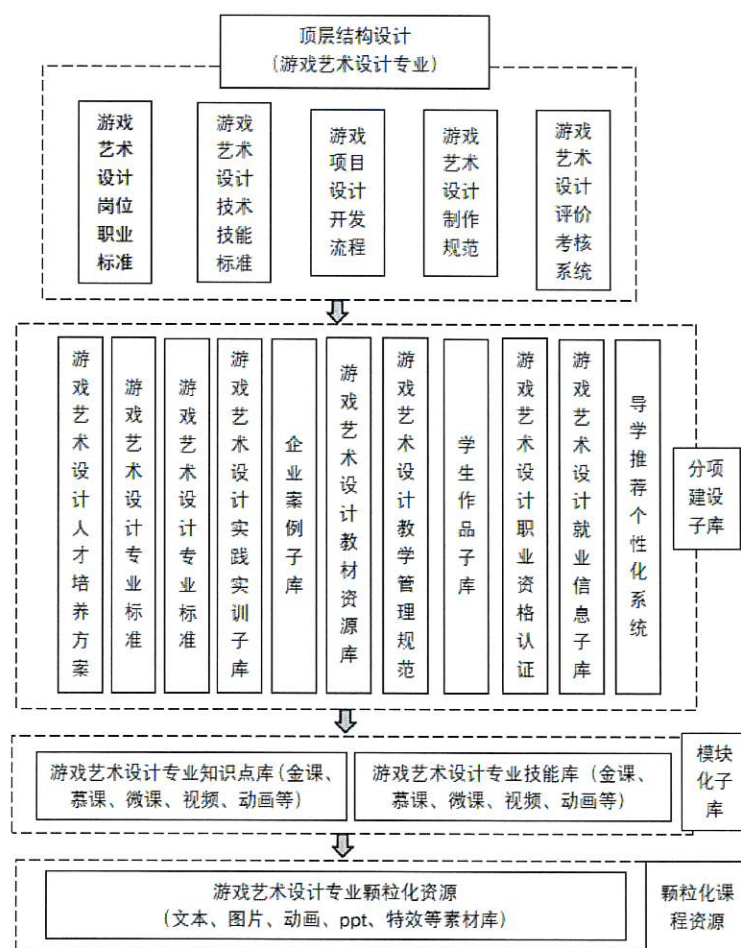 顶层结构设计
(游戏艺术设计专业)
游戏
艺术
设计
岗位
职业
标准
游戏
艺术
设计
技术
技能
标准
游戏
项目
设计
开发
流程
游戏
艺术
设计
制作
规范
游戏
艺术
设计
评价
考核
系统
游戏艺术设计人才培养方案
游戏艺术设计专业标准
游戏艺术设计专业标准
游戏艺术设计实践实训子库
企业案例子库
游戏艺术设计教材资源库
游戏艺术设计教学管理规范
学生作品子库
游戏艺术设计职业资格认证
游戏艺术设计就业信息子库
导学推荐个性化系统
分项
建设
子库
游戏艺术设计专业知识点库(金课、
慕课、微课、视频、动画等)
游戏艺术设计专业技能库 (金课、
慕课、微课、视频、动画等)
模块
化子
库
游戏艺术设计专业颗粒化资源
(文本、图片、动画、ppt、特效等素材库)
颗粒化课
程资源